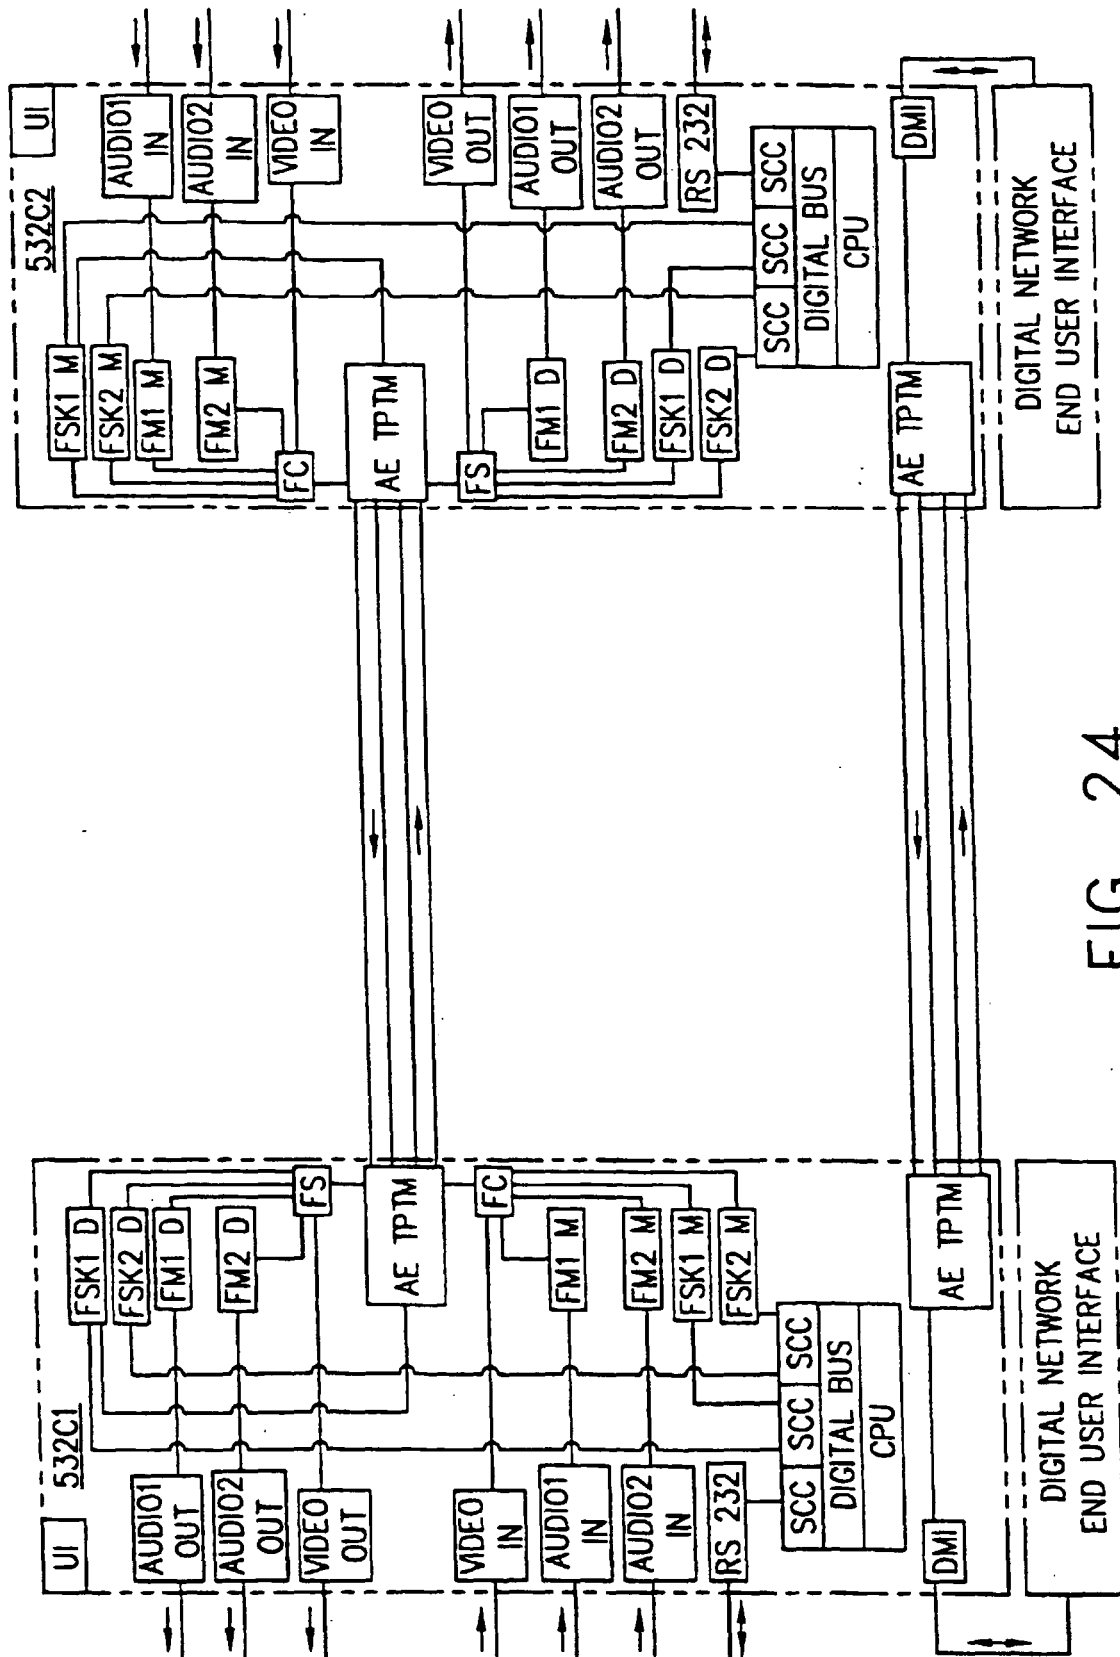 UI
532C1
AUDIO1
OUT
AUDIO2
OUT
VIDEO
OUT
VIDEO
IN
AUDIO1
IN
AUDIO2
IN
RS 232
FSK1 D
FSK2 D
FM1 D
FM2 D
FS
AE TPTM
FC
FM1 M
FM2 M
FSK1 M
FSK2 M
SCC SCC SCC
DIGITAL BUS
CPU
DMI
AE TPTM
DIGITAL NETWORK
END USER INTERFACE
532C2
UI
FSK1 M
FSK2 M
FM1 M
FM2 M
FC
AE TPTM
FS
FM1 D
FM2 D
FSK1 D
FSK2 D
AUDIO1
IN
AUDIO2
IN
VIDEO
IN
VIDEO
OUT
AUDIO1
OUT
AUDIO2
OUT
RS 232
SCC SCC SCC
DIGITAL BUS
CPU
AE TPTM
DMI
DIGITAL NETWORK
END USER INTERFACE
FIG. 24